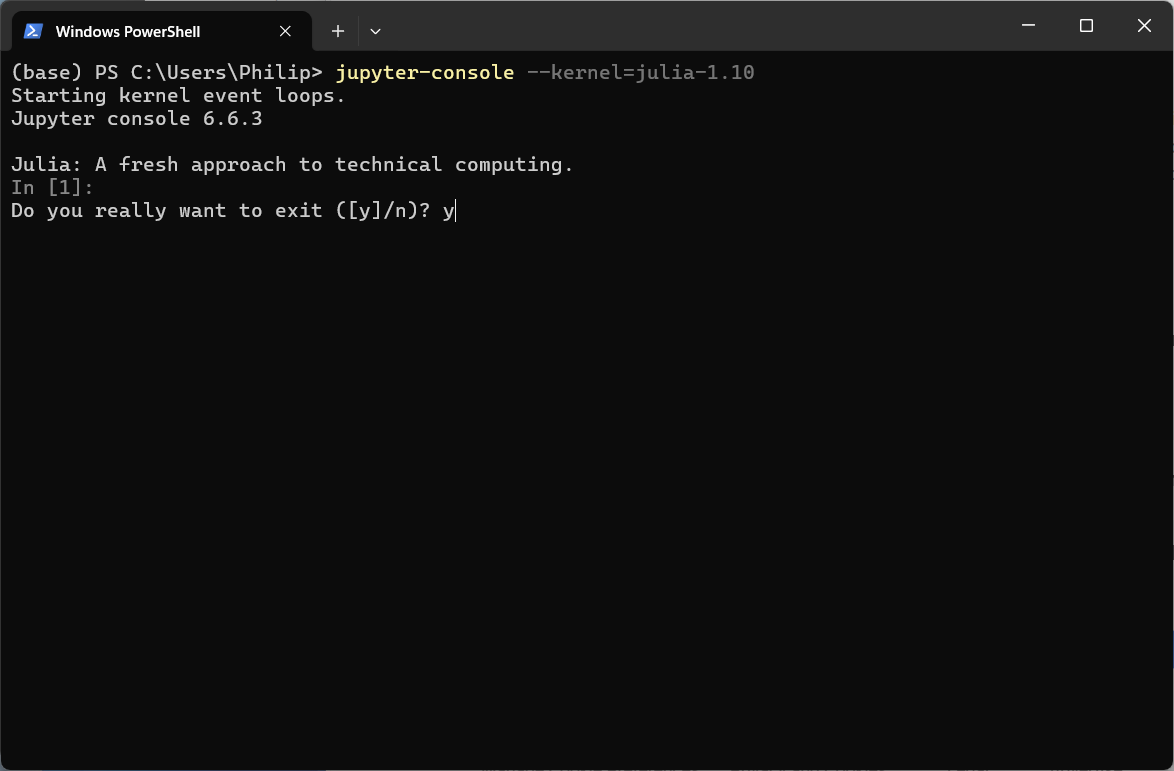 Windows PowerShell
(base) PS C:\Users\Philip> jupyter-console --kernel=julia-1.10
Starting kernel event loops.
Jupyter console 6.6.3
Julia: A fresh approach to technical computing.
In [1]:
Do you really want to exit ([y]/n)? y